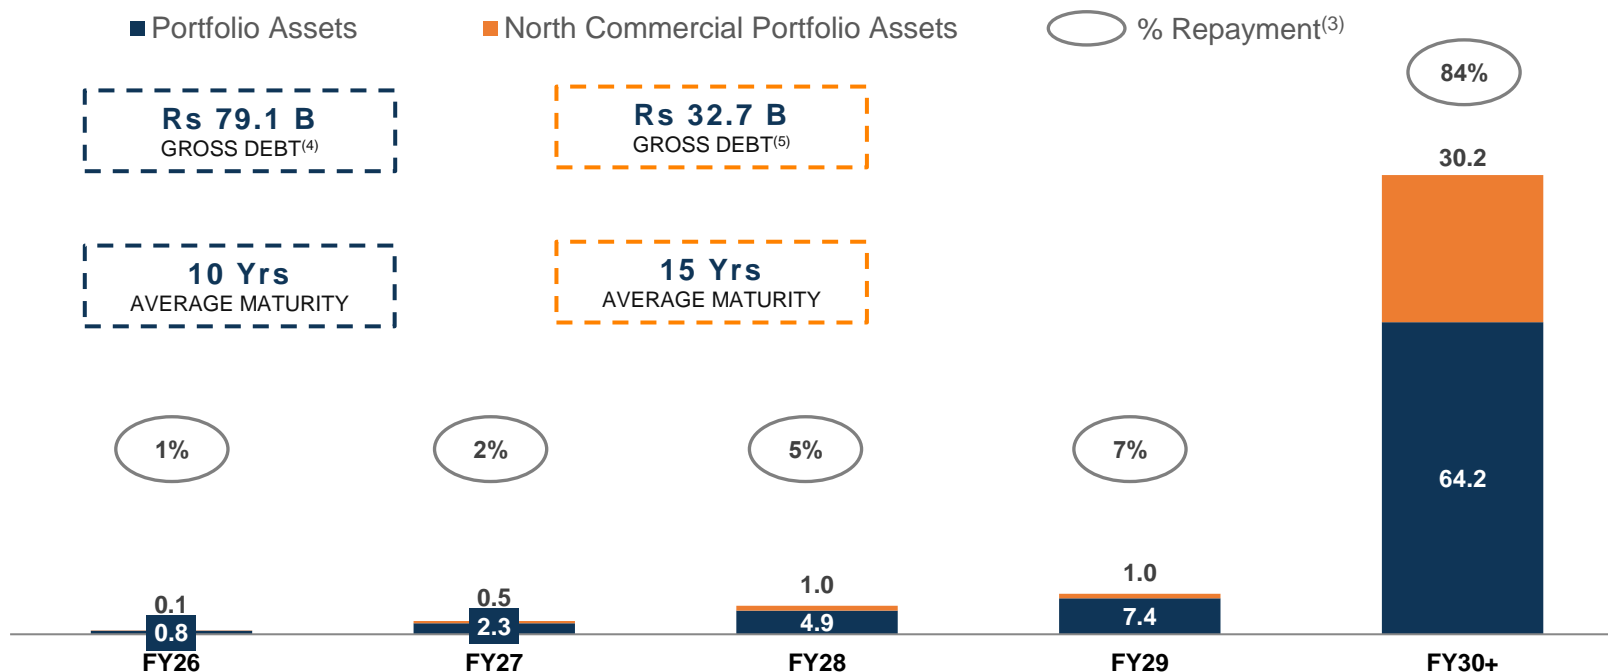 Portfolio Assets
North Commercial Portfolio Assets
% Repayment(3)
Rs 79.1 B
GROSS DEBT(4)
Rs 32.7 B
GROSS DEBT(5)
10 Yrs
AVERAGE MATURITY
15 Yrs
AVERAGE MATURITY
84%
30.2
64.2
1%
2%
5%
7%
0.1
0.8
0.5
2.3
1.0
4.9
1.0
7.4
FY26
FY27
FY28
FY29
FY30+